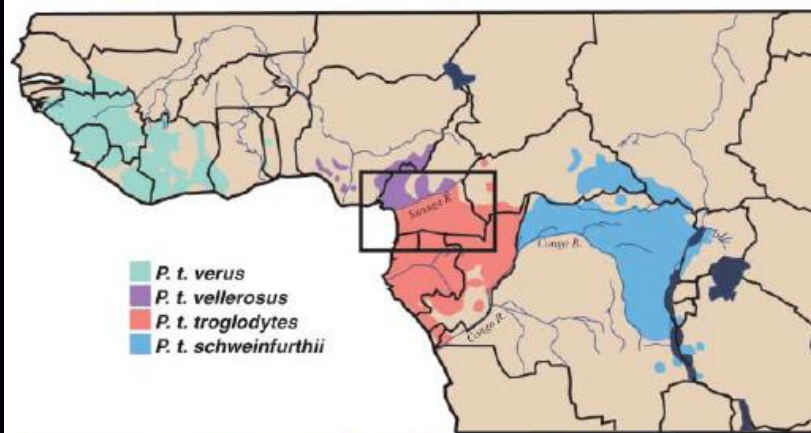 Sanaga R.
Congo R.
Congo R.
P. t. verus
P. t. vellerosus
P. t. troglodytes
P. t. schweinfurthii